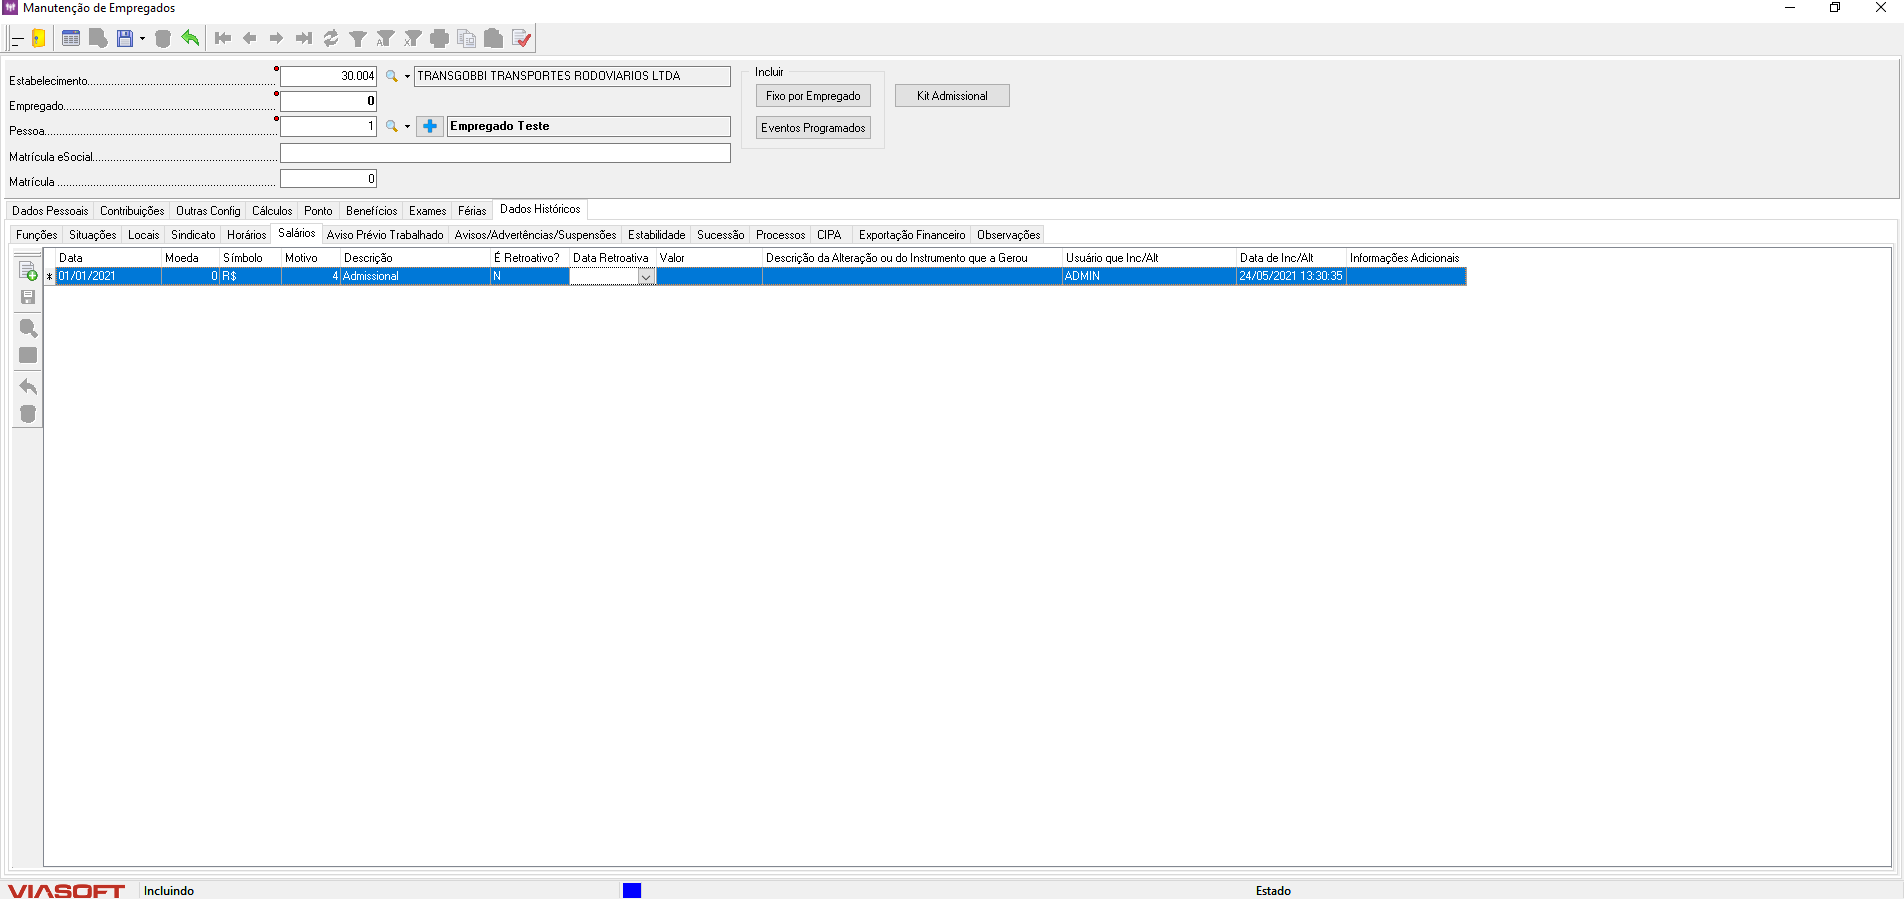 Manutenção de Empregados
Estabelecimento 30.004 TRANSGOBBI TRANSPORTES RODOVIARIOS LTDA
Empregado 0
Pessoa 1 Empregado Teste
Matrícula eSocial
Matrícula 0
Incluir
Fixo por Empregado
Eventos Programados
Kit Admissional
Dados Pessoais Contribuições Outras Config Cálculos Ponto Benefícios Exames Férias Dados Históricos
Funções Situações Locais Sindicato Horários Salários Aviso Prévio Trabalhado Avisos/Advertências/Suspensões Estabilidade Sucessão Processos CIPA Exportação Financeiro Observações
Data Moeda Símbolo Motivo Descrição É Retroativo? Data Retroativa Valor Descrição da Alteração ou do Instrumento que a Gerou Usuário que Inc/Alt Data de Inc/Alt Informações Adicionais
* 01/01/2021 0 R$ 4 Admissional N ADMIN 24/05/2021 13:30:35
VIASOFT Incluindo Estado